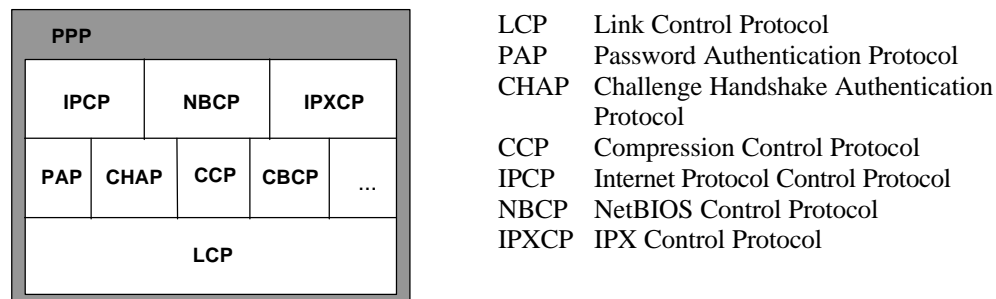 PPP
IPCP NBCP IPXCP
PAP CHAP CCP CBCP ...
LCP
LCP Link Control Protocol
PAP Password Authentication Protocol
CHAP Challenge Handshake Authentication
Protocol
CCP Compression Control Protocol
IPCP Internet Protocol Control Protocol
NBCP NetBIOS Control Protocol
IPXCP IPX Control Protocol